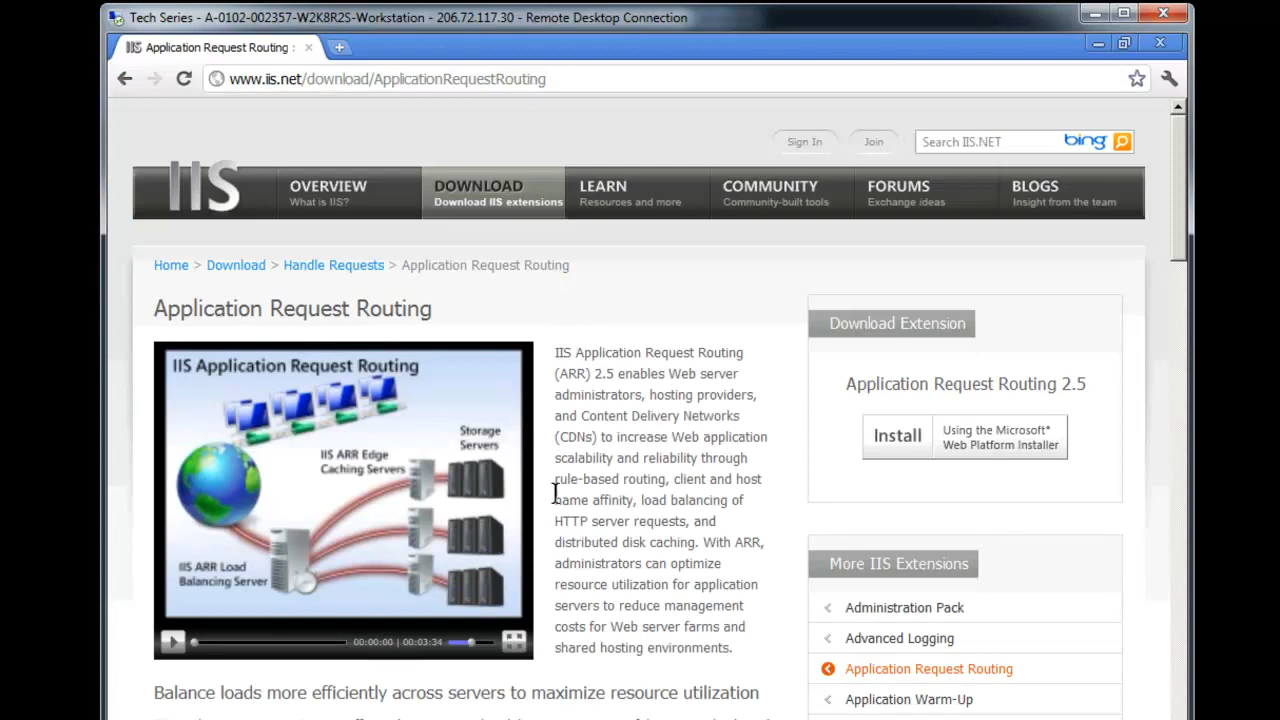 Tech Series - A-0102-002357-W2K8R2S-Workstation - 206.72.117.30 - Remote Desktop Connection
IIS Application Request Routing :
www.iis.net/download/ApplicationRequestRouting
Sign In
Join
Search IIS.NET
bing
IIS
OVERVIEW
What is IIS?
DOWNLOAD
Download IIS extensions
LEARN
Resources and more
COMMUNITY
Community-built tools
FORUMS
Exchange ideas
BLOGS
Insight from the team
Home > Download > Handle Requests > Application Request Routing
Application Request Routing
IIS Application Request Routing
Storage
Servers
IIS ARR Edge
Caching Servers
IIS ARR Load
Balancing Server
00:00:00 | 00:03:34
IIS Application Request Routing
(ARR) 2.5 enables Web server
administrators, hosting providers,
and Content Delivery Networks
(CDNs) to increase Web application
scalability and reliability through
rule-based routing, client and host
name affinity, load balancing of
HTTP server requests, and
distributed disk caching. With ARR,
administrators can optimize
resource utilization for application
servers to reduce management
costs for Web server farms and
shared hosting environments.
Balance loads more efficiently across servers to maximize resource utilization
Download Extension
Application Request Routing 2.5
Install
Using the Microsoft*
Web Platform Installer
More IIS Extensions
Administration Pack
Advanced Logging
Application Request Routing
Application Warm-Up